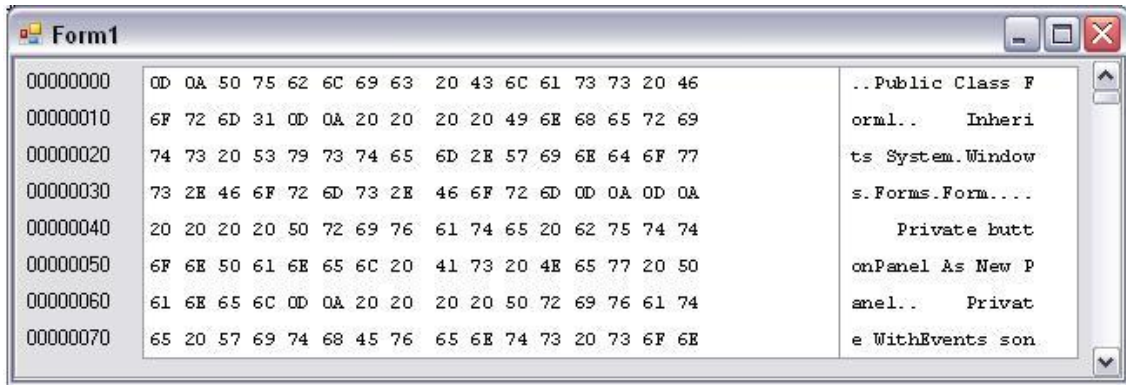 Form1
00000000 0D 0A 50 75 62 6C 69 63 20 43 6C 61 73 73 20 46 ..Public Class F
00000010 6F 72 6D 31 0D 0A 20 20 20 20 49 6E 68 65 72 69 orm1.. Inheri
00000020 74 73 20 53 79 73 74 65 6D 2E 57 69 6E 64 6F 77 ts System.Window
00000030 73 2E 46 6F 72 6D 73 2E 46 6F 72 6D 0D 0A 0D 0A s.Forms.Form....
00000040 20 20 20 20 50 72 69 76 61 74 65 20 62 75 74 74 Private butt
00000050 6F 6E 50 61 6E 65 6C 20 41 73 20 4E 65 77 20 50 onPanel As New P
00000060 61 6E 65 6C 0D 0A 20 20 20 20 50 72 69 76 61 74 anel.. Privat
00000070 65 20 57 69 74 68 45 76 65 6E 74 73 20 73 6F 6E e WithEvents son